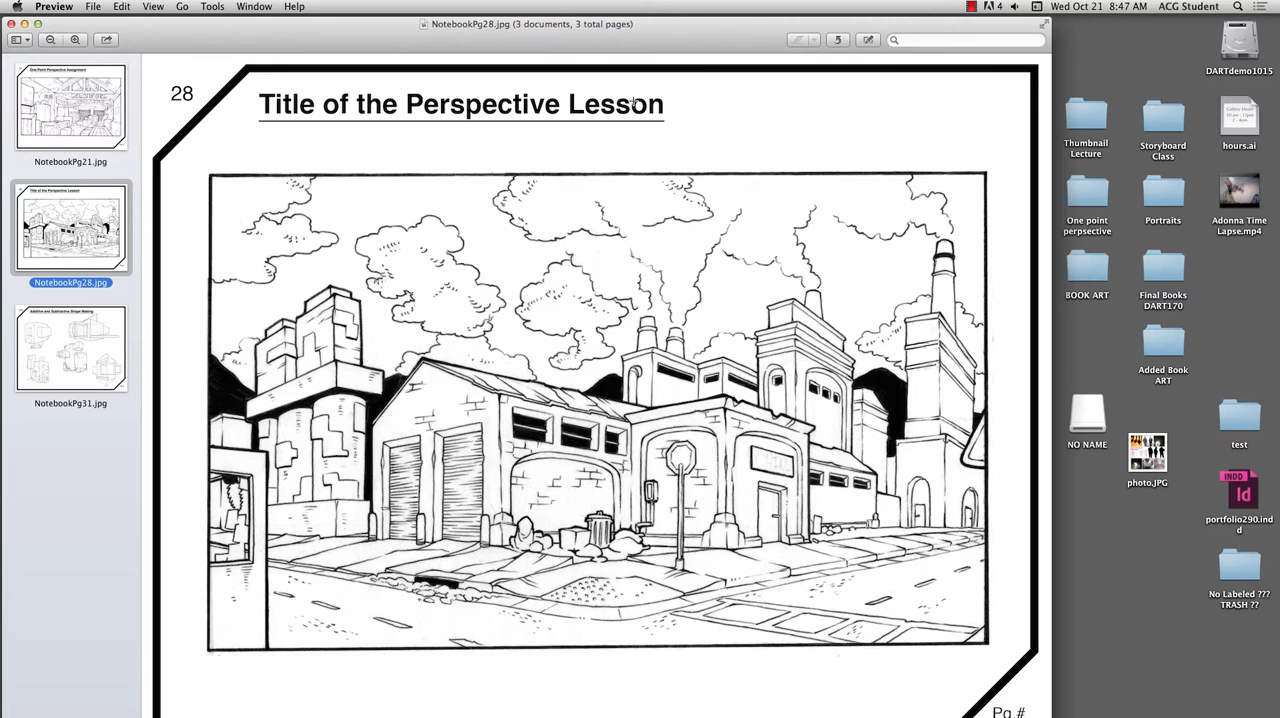 Preview File Edit View Go Tools Window Help
4 Wed Oct 21 8:47 AM ACG Student
NotebookPg28.jpg (3 documents, 3 total pages)
One Point Perspective Assignment
NotebookPg21.jpg
Title of the Perspective Lesson
NotebookPg28.jpg
Additive and Subtractive Shape Making
NotebookPg31.jpg
28
Title of the Perspective Lesson
Pg #
DARTdemo1015
Thumbnail
Lecture
Storyboard
Class
hours.ai
One point
perpsective
Portraits
Adonna Time
Lapse.mp4
BOOK ART
Final Books
DART170
Added Book
ART
NO NAME
photo.JPG
test
INDD
Id
portfolio290.ind
d
No Labeled ???
TRASH ??